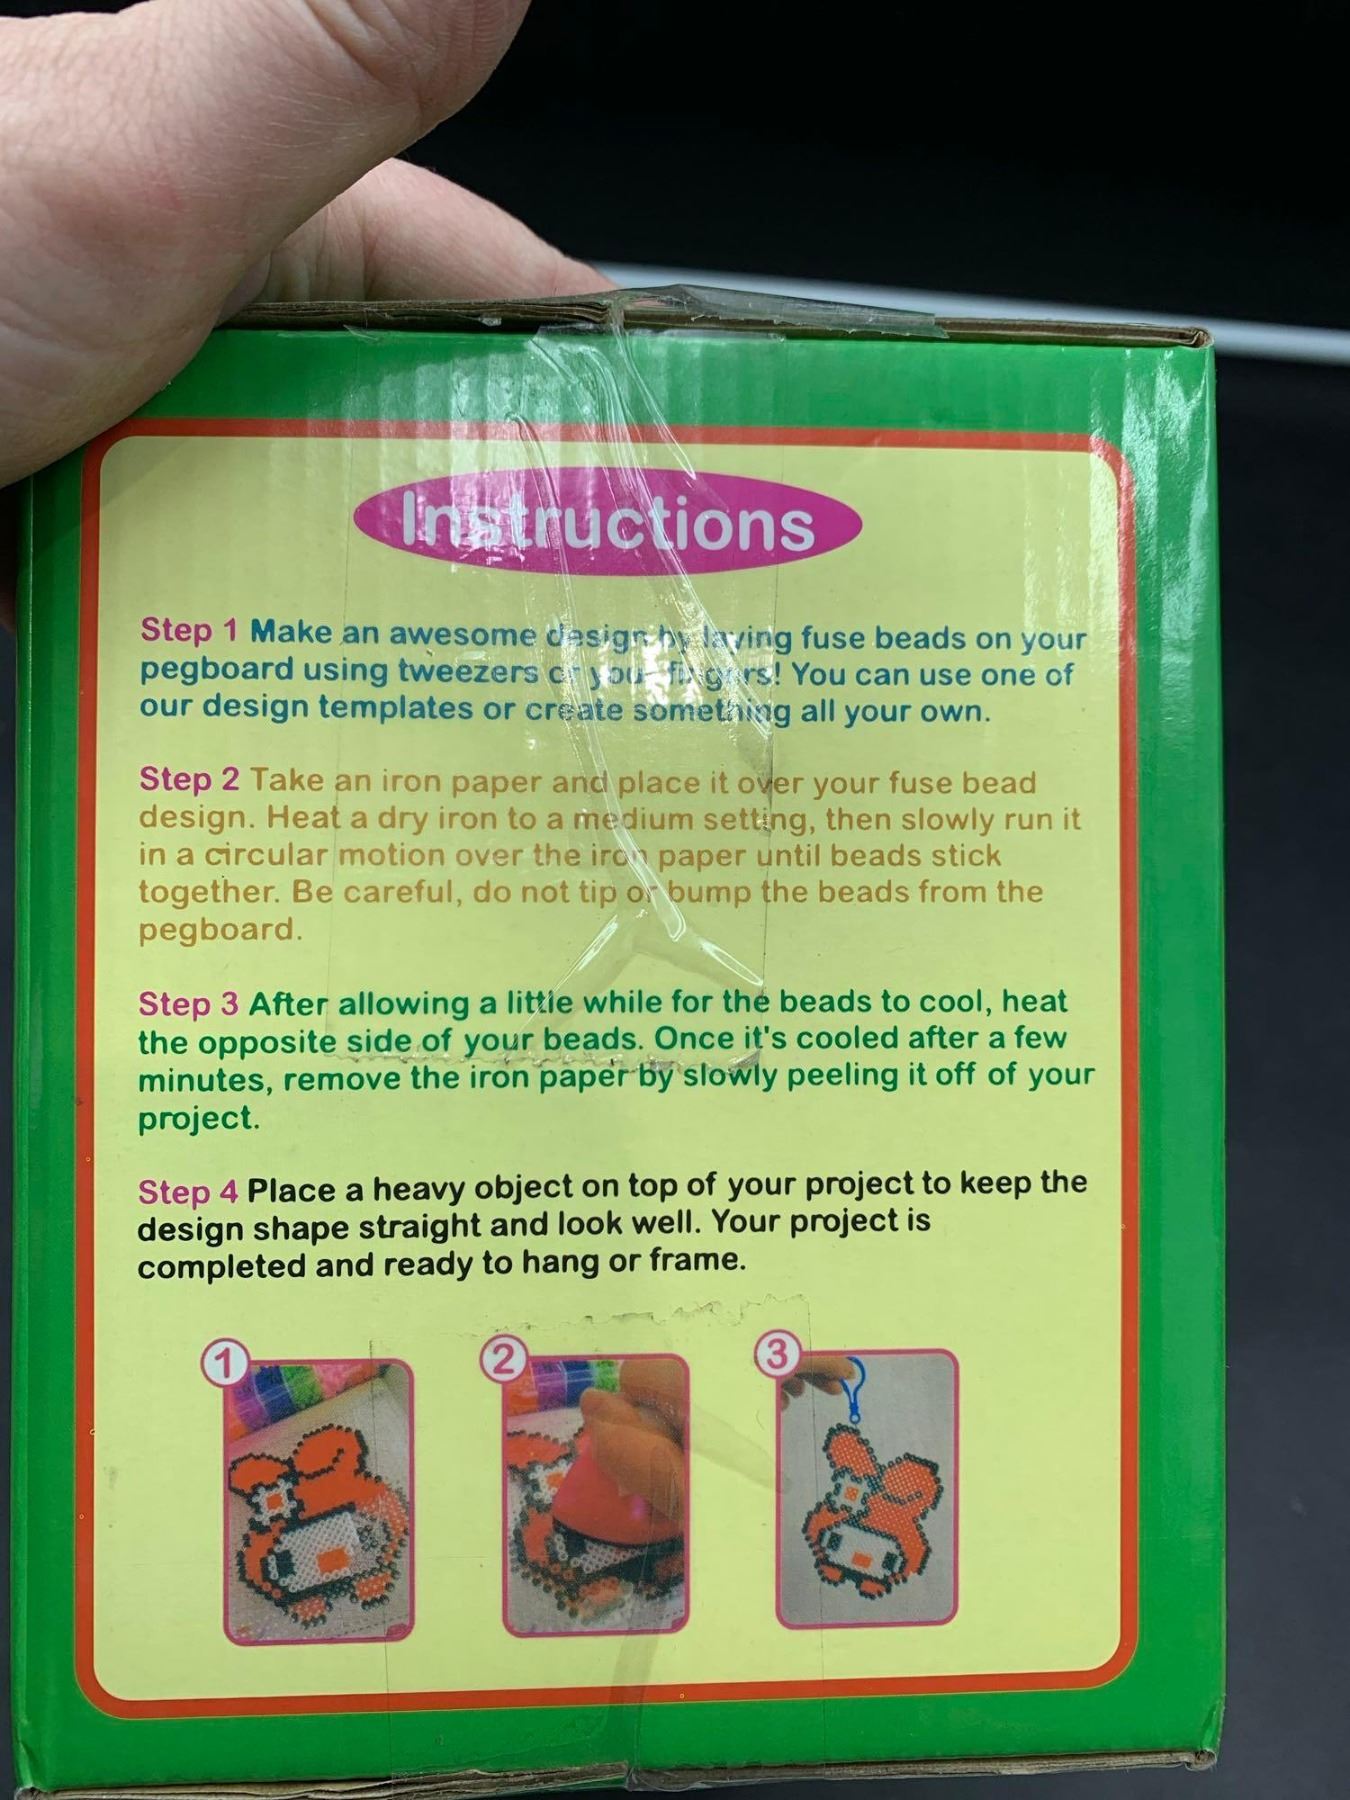 Instructions
Step 1 Make an awesome design by laying fuse beads on your
pegboard using tweezers or your fingers! You can use one of
our design templates or create something all your own.
Step 2 Take an iron paper and place it over your fuse bead
design. Heat a dry iron to a medium setting, then slowly run it
in a circular motion over the iron paper until beads stick
together. Be careful, do not tip or bump the beads from the
pegboard.
Step 3 After allowing a little while for the beads to cool, heat
the opposite side of your beads. Once it's cooled after a few
minutes, remove the iron paper by slowly peeling it off of your
project.
Step 4 Place a heavy object on top of your project to keep the
design shape straight and look well. Your project is
completed and ready to hang or frame.
1
2
3